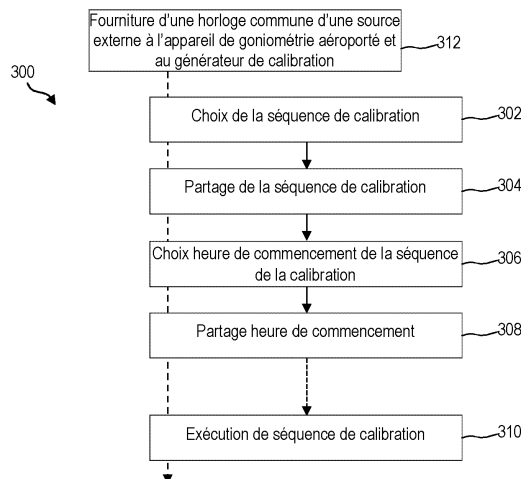 Fourniture d'une horloge commune d'une source
externe à l'appareil de goniométrie aéroporté et
au générateur de calibration
312
300
Choix de la séquence de calibration
302
Partage de la séquence de calibration
304
Choix heure de commencement de la séquence
de la calibration
306
Partage heure de commencement
308
Exécution de séquence de calibration
310